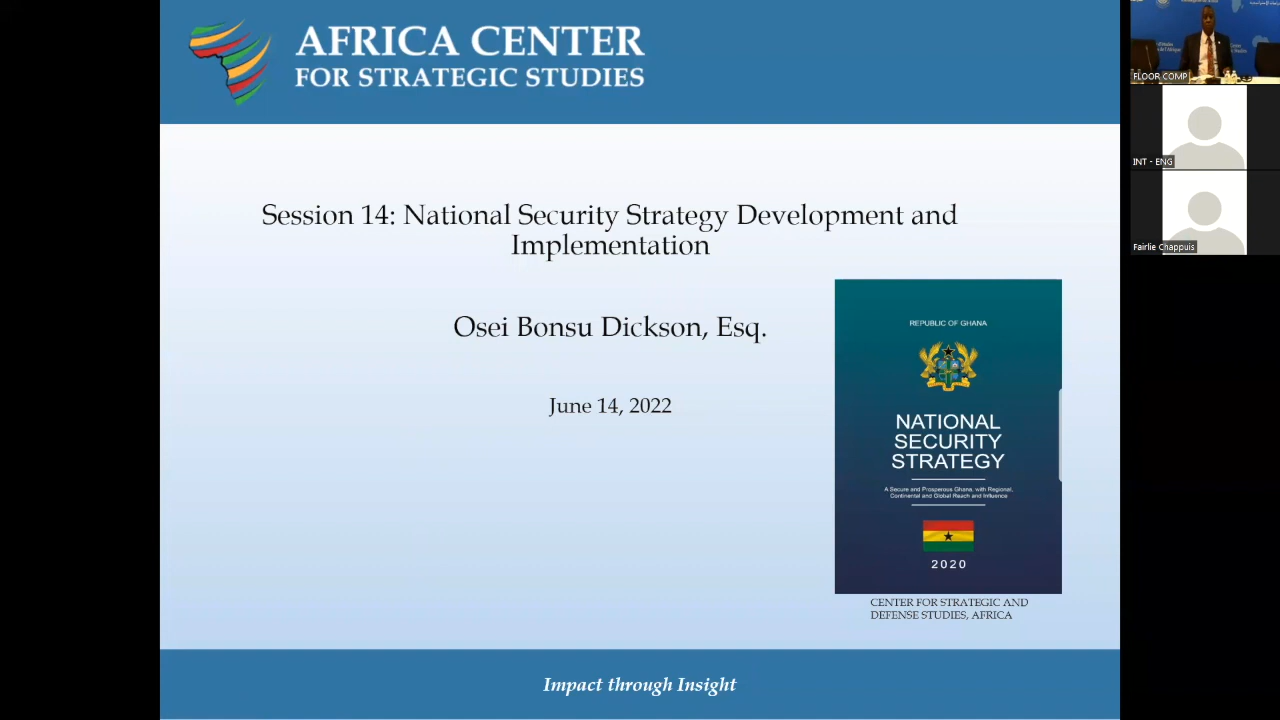 AFRICA CENTER
FOR STRATEGIC STUDIES
Session 14: National Security Strategy Development and
Implementation
Osei Bonsu Dickson, Esq.
June 14, 2022
REPUBLIC OF GHANA
NATIONAL
SECURITY
STRATEGY
A Secure and Prosperous Ghana, with Regional,
Continental and Global Reach and Influence
2020
CENTER FOR STRATEGIC AND
DEFENSE STUDIES, AFRICA
Impact through Insight
FLOOR COMP
INT - ENG
Fairlie Chappuis